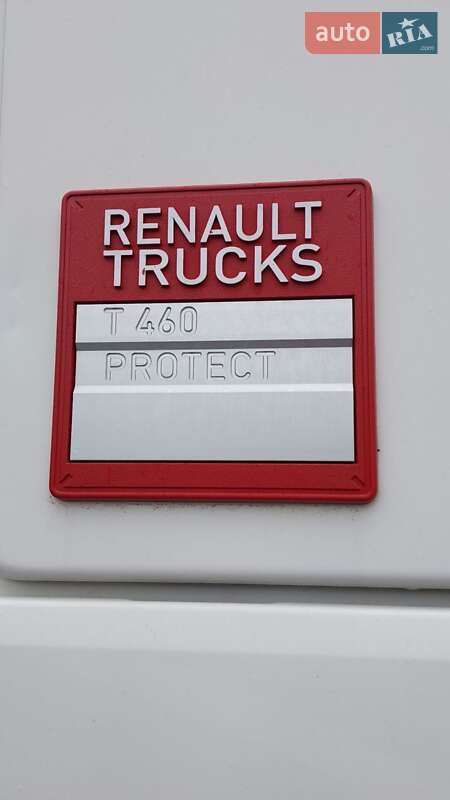 auto RIA .com
RENAULT
TRUCKS
T 460
PROTECT